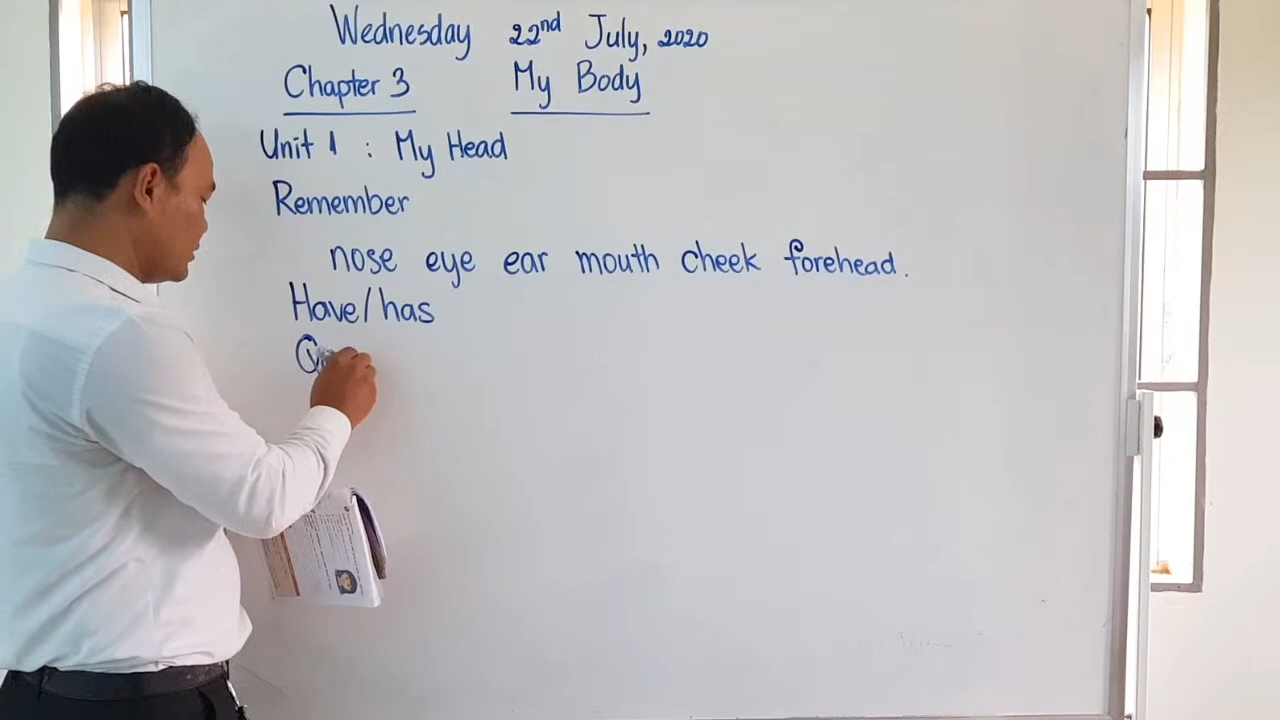 Wednesday 22nd July, 2020
Chapter 3 My Body
Unit 1 : My Head
Remember
nose eye ear mouth cheek forehead.
Have/has